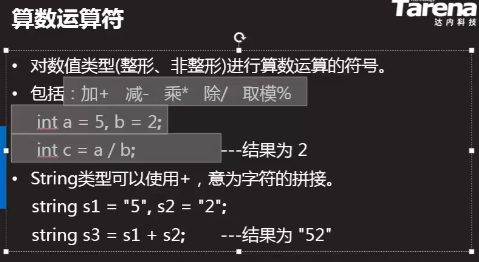 算数运算符
Tarena
达内科技
• 对数值类型(整形、非整形)进行算数运算的符号。
• 包括：加+ 减- 乘* 除/ 取模%
int a = 5, b = 2;
int c = a / b; ---结果为 2
• String类型可以使用+，意为字符的拼接。
string s1 = "5", s2 = "2";
string s3 = s1 + s2; ---结果为 "52"